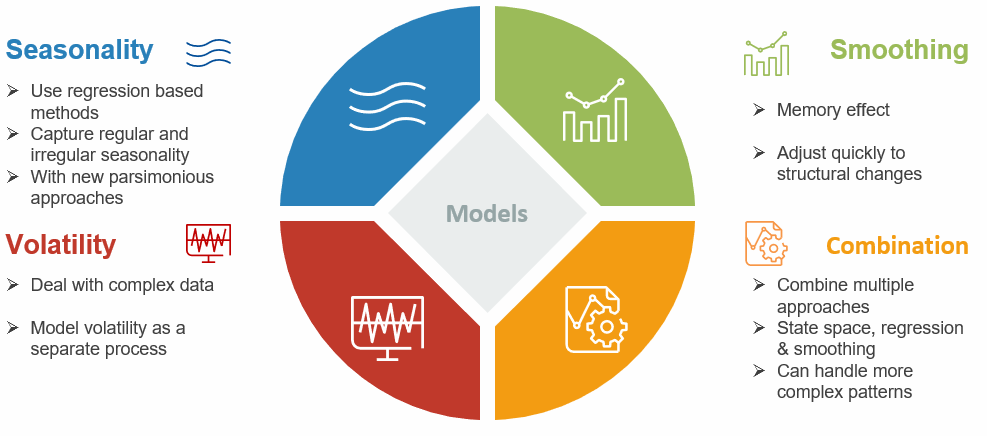 Seasonality
➢ Use regression based
methods
➢ Capture regular and
irregular seasonality
➢ With new parsimonious
approaches
Volatility
➢ Deal with complex data
➢ Model volatility as a
separate process
Models
Smoothing
➢ Memory effect
➢ Adjust quickly to
structural changes
Combination
➢ Combine multiple
approaches
➢ State space, regression
& smoothing
➢ Can handle more
complex patterns